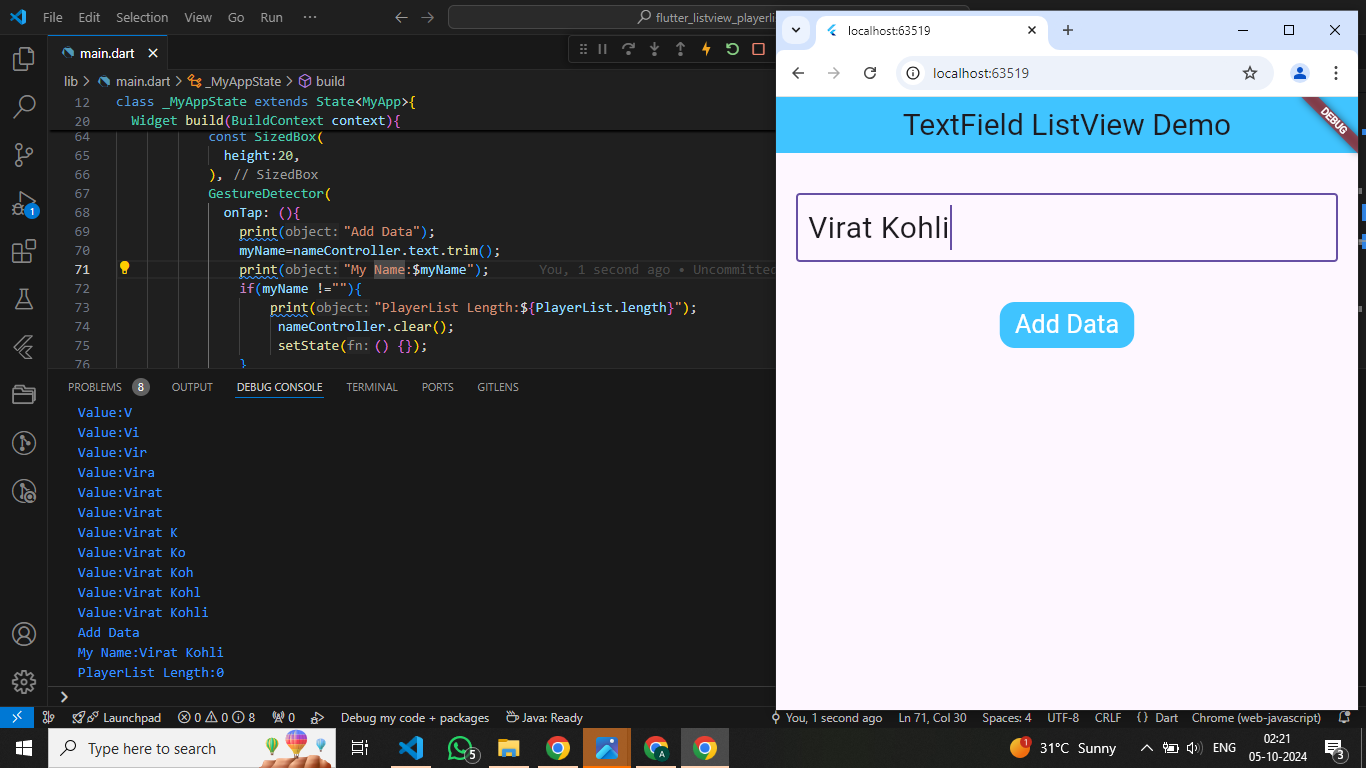 File Edit Selection View Go Run ··· flutter_listview_playerli
main.dart
lib > main.dart > _MyAppState > build
12 class _MyAppState extends State<MyApp>{
20 Widget build(BuildContext context){
64 const SizedBox(
65 height:20,
66 ), // SizedBox
67 GestureDetector(
68 onTap: (){
69 print(object: "Add Data");
70 myName=nameController.text.trim();
71 print(object: "My Name:$myName"); You, 1 second ago • Uncommitted
72 if(myName !=""){
73 print(object: "PlayerList Length:${PlayerList.length}");
74 nameController.clear();
75 setState(fn: () {});
76 }
PROBLEMS 8 OUTPUT DEBUG CONSOLE TERMINAL PORTS GITLENS
Value:V
Value:Vi
Value:Vir
Value:Vira
Value:Virat
Value:Virat
Value:Virat K
Value:Virat Ko
Value:Virat Koh
Value:Virat Kohl
Value:Virat Kohli
Add Data
My Name:Virat Kohli
PlayerList Length:0
1
localhost:63519
localhost:63519
TextField ListView Demo
DEBUG
Virat Kohli
Add Data
Launchpad 0 0 8 0 Debug my code + packages Java: Ready You, 1 second ago Ln 71, Col 30 Spaces: 4 UTF-8 CRLF {} Dart Chrome (web-javascript)
Type here to search 5 A 1 31°C Sunny ENG 02:21
05-10-2024 3